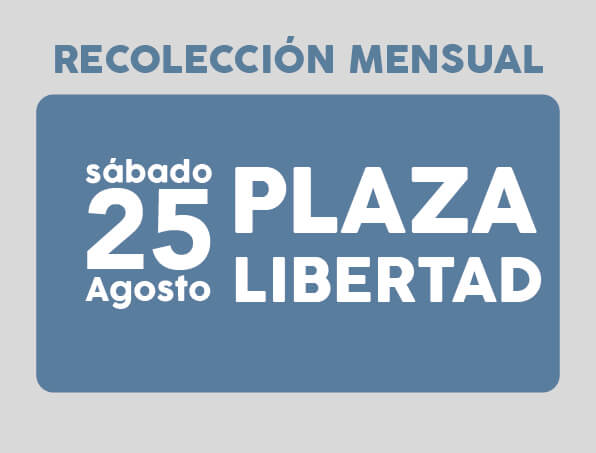 RECOLECCIÓN MENSUAL
sábado
25
Agosto
PLAZA
LIBERTAD